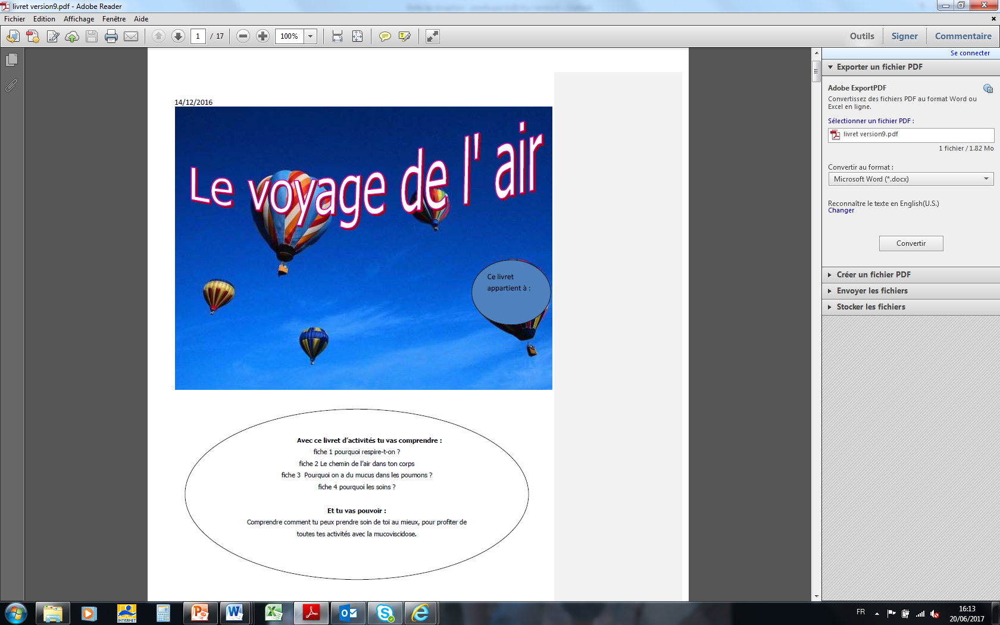 livret version9.pdf - Adobe Reader
Fichier Edition Affichage Fenêtre Aide
1 / 17 100% Outils Signer Commentaire
Se connecter
Exporter un fichier PDF
Adobe ExportPDF
Convertissez des fichiers PDF au format Word ou
Excel en ligne.
Sélectionner un fichier PDF :
livret version9.pdf
1 fichier / 1.82 Mo
Convertir au format :
Microsoft Word (*.docx)
Reconnaître le texte en English(U.S.)
Changer
Convertir
Créer un fichier PDF
Envoyer les fichiers
Stocker les fichiers
14/12/2016
Le voyage de l' air
Ce livret
appartient à :
Avec ce livret d'activités tu vas comprendre :
fiche 1 pourquoi respire-t-on ?
fiche 2 Le chemin de l'air dans ton corps
fiche 3 Pourquoi on a du mucus dans les poumons ?
fiche 4 pourquoi les soins ?
Et tu vas pouvoir :
Comprendre comment tu peux prendre soin de toi au mieux, pour profiter de
toutes tes activités avec la mucoviscidose.
INTRANET
FR
16:13
20/06/2017